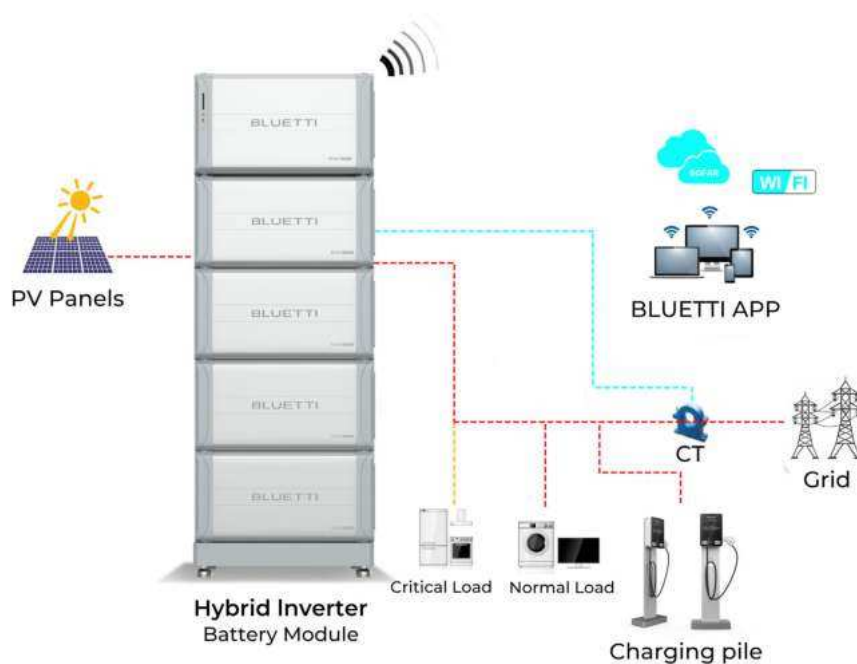 BLUETTI
BLUETTI
BLUETTI
BLUETTI
BLUETTI
SOFAR
WI FI
PV Panels
BLUETTI APP
CT
Grid
Critical Load
Normal Load
Hybrid Inverter
Battery Module
Charging pile